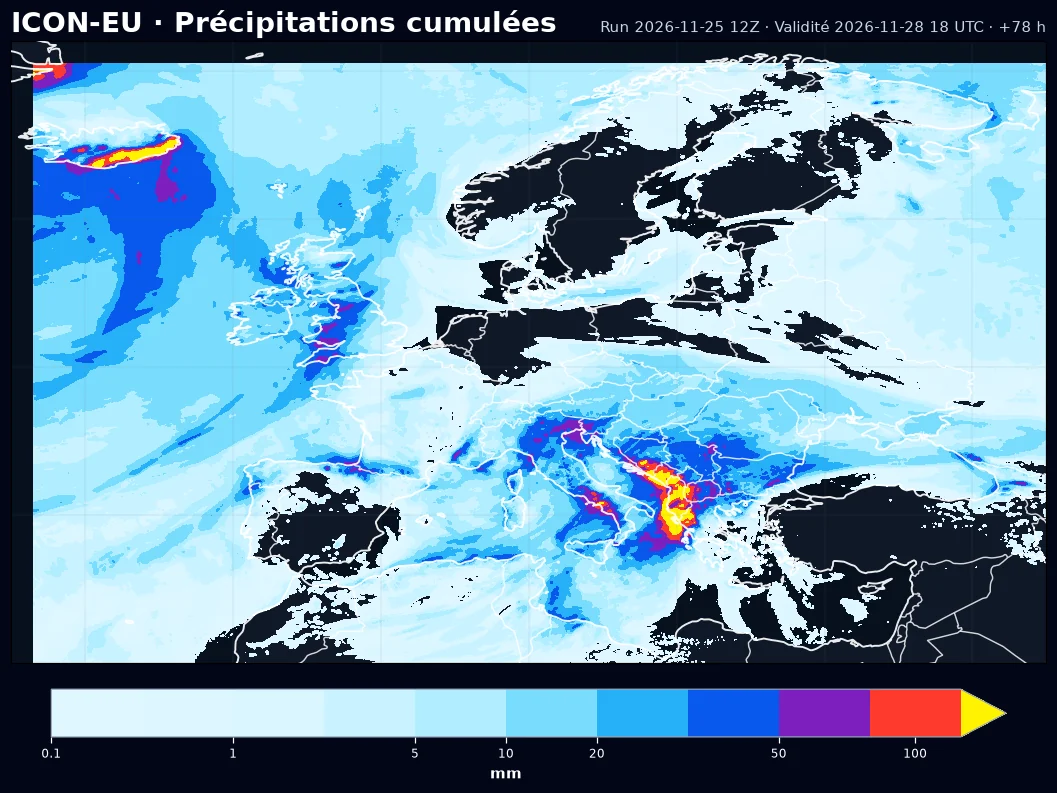 ICON-EU · Précipitations cumulées
Run 2026-11-25 12Z · Validité 2026-11-28 18 UTC · +78 h
0.1 1 5 10 20 50 100
mm